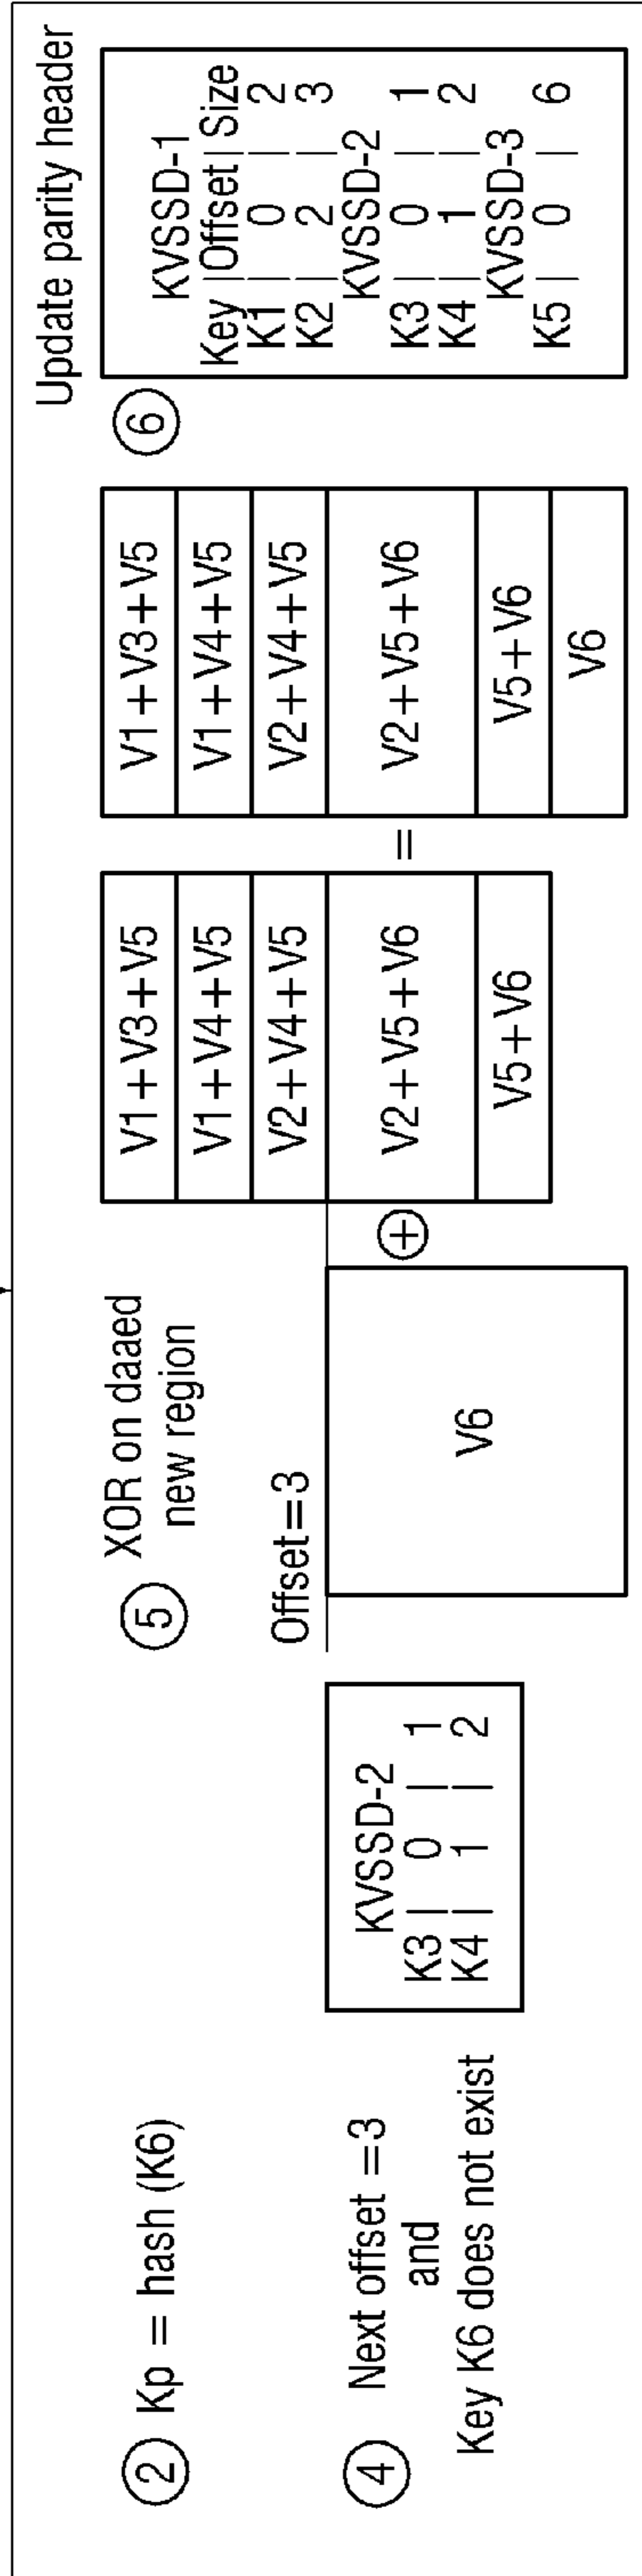 ② Kp = hash (K6)
④ Next offset =3
and
Key K6 does not exist
KVSSD-2
K3 | 0 | 1
K4 | 1 | 2
⑤ XOR on daaed
new region
Offset=3
V6
⊕
V1+V3+V5
V1+V4+V5
V2+V4+V5
V2+V5+V6
V5+V6
=
V1+V3+V5
V1+V4+V5
V2+V4+V5
V2+V5+V6
V5+V6
V6
⑥
Update parity header
KVSSD-1
Key |Offset|Size
K1 | 0 | 2
K2 | 2 | 3
KVSSD-2
K3 | 0 | 1
K4 | 1 | 2
KVSSD-3
K5 | 0 | 6